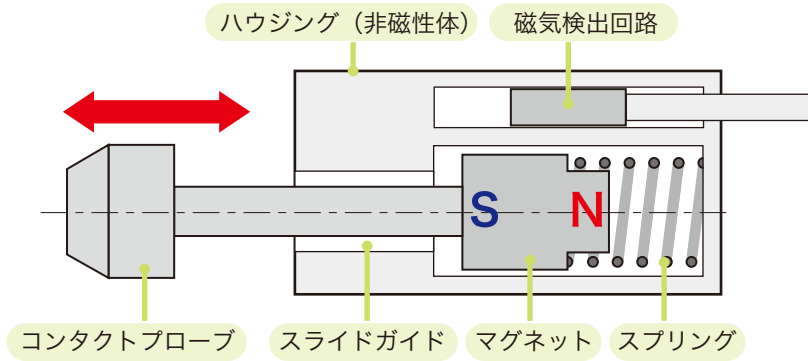 ハウジング（非磁性体）
磁気検出回路
S
N
コンタクトプローブ
スライドガイド
マグネット
スプリング